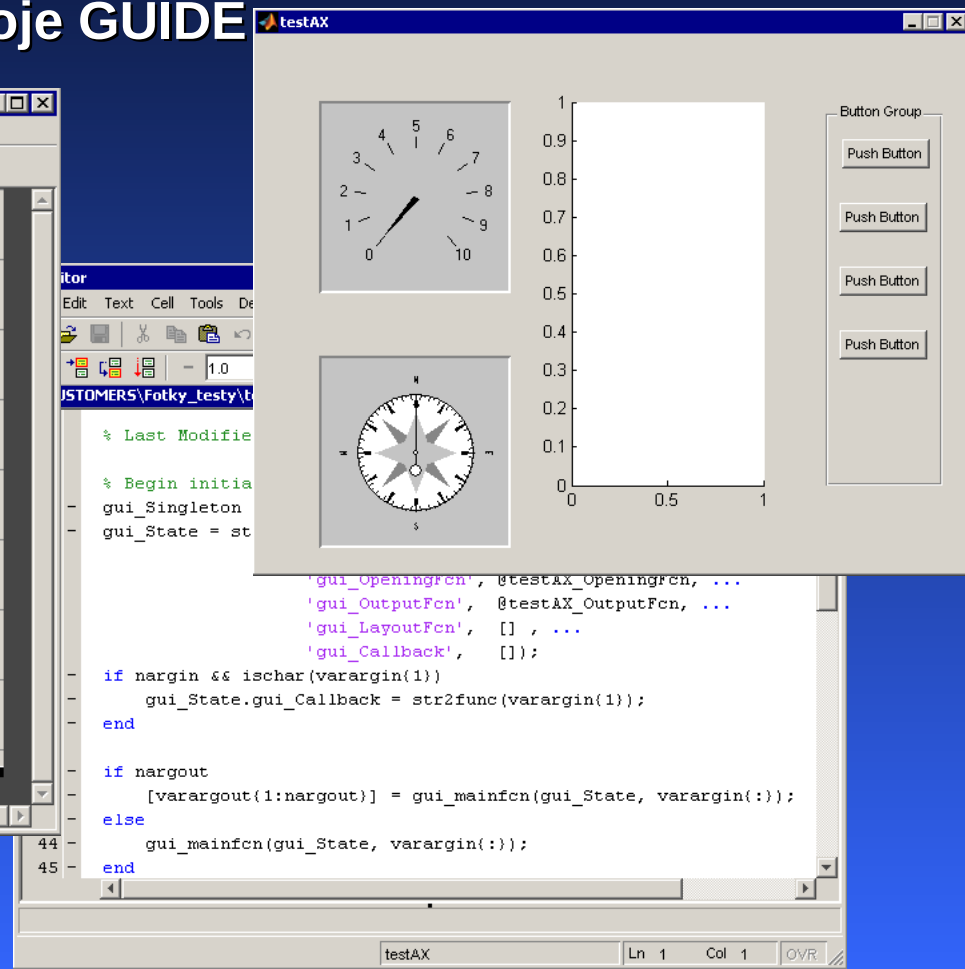 oje GUIDE
testAX
5
4
6
3
7
2
8
1
9
0
10
N
S
1
0.9
0.8
0.7
0.6
0.5
0.4
0.3
0.2
0.1
0
0
0.5
1
Button Group
Push Button
Push Button
Push Button
Push Button
itor
Edit Text Cell Tools De
1.0
USTOMERS\Fotky_testy\t
% Last Modifie
% Begin initia
gui_Singleton
gui_State = st
'gui_OpeningFcn', @testAX_OpeningFcn, ...
'gui_OutputFcn', @testAX_OutputFcn, ...
'gui_LayoutFcn', [] , ...
'gui_Callback', []);
if nargin && ischar(varargin{1})
gui_State.gui_Callback = str2func(varargin{1});
end
if nargout
[varargout{1:nargout}] = gui_mainfcn(gui_State, varargin{:});
else
44 gui_mainfcn(gui_State, varargin{:});
45 end
testAX
Ln 1 Col 1 OVR